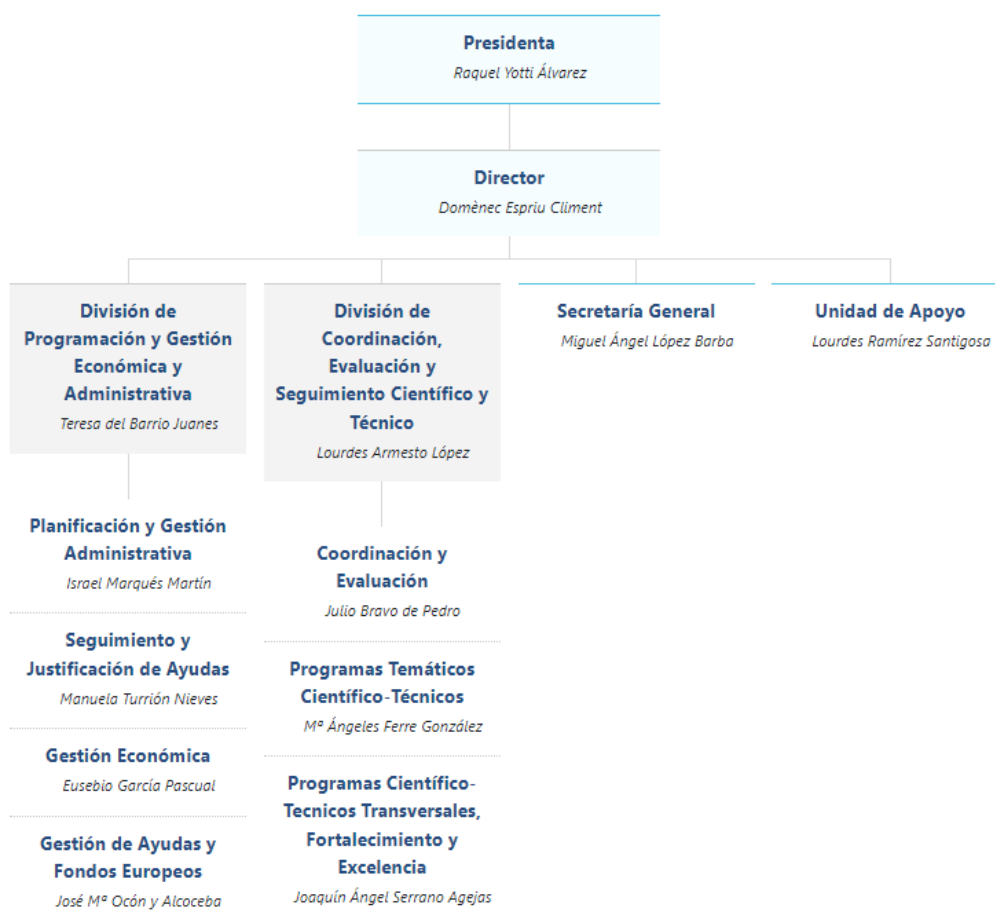 Presidenta
Raquel Yotti Álvarez
Director
Domènec Espriu Climent
División de
Programación y Gestión
Económica y
Administrativa
Teresa del Barrio Juanes
Planificación y Gestión
Administrativa
Israel Marqués Martín
Seguimiento y
Justificación de Ayudas
Manuela Turrión Nieves
Gestión Económica
Eusebio García Pascual
Gestión de Ayudas y
Fondos Europeos
José Mª Ocón y Alcoceba
División de
Coordinación,
Evaluación y
Seguimiento Científico y
Técnico
Lourdes Armesto López
Coordinación y
Evaluación
Julio Bravo de Pedro
Programas Temáticos
Científico-Técnicos
Mª Ángeles Ferre González
Programas Científico-
Tecnicos Transversales,
Fortalecimiento y
Excelencia
Joaquín Ángel Serrano Agejas
Secretaría General
Miguel Ángel López Barba
Unidad de Apoyo
Lourdes Ramírez Santigosa